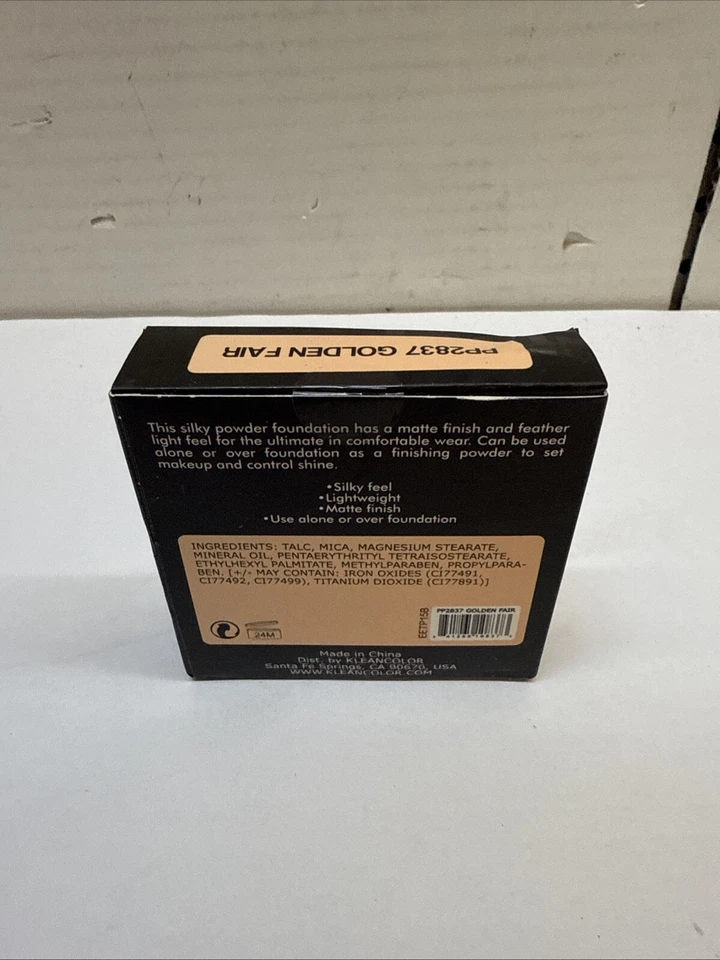 PP2837 GOLDEN FAIR
This silky powder foundation has a matte finish and feather
light feel for the ultimate in comfortable wear. Can be used
alone or over foundation as a finishing powder to set
makeup and control shine.
•Silky feel
•Lightweight
•Matte finish
•Use alone or over foundation
INGREDIENTS: TALC, MICA, MAGNESIUM STEARATE,
MINERAL OIL, PENTAERYTHRITYL TETRAISOSTEARATE,
ETHYLHEXYL PALMITATE, METHYLPARABEN, PROPYLPARA-
BEN. [+/- MAY CONTAIN: IRON OXIDES (CI77491,
CI77492, CI77499), TITANIUM DIOXIDE (CI77891)]
24M
EETP15B
PP2837 GOLDEN FAIR
Made in China
Dist. by KLEANCOLOR
Santa Fe Springs, CA 90670, USA
WWW.KLEANCOLOR.COM